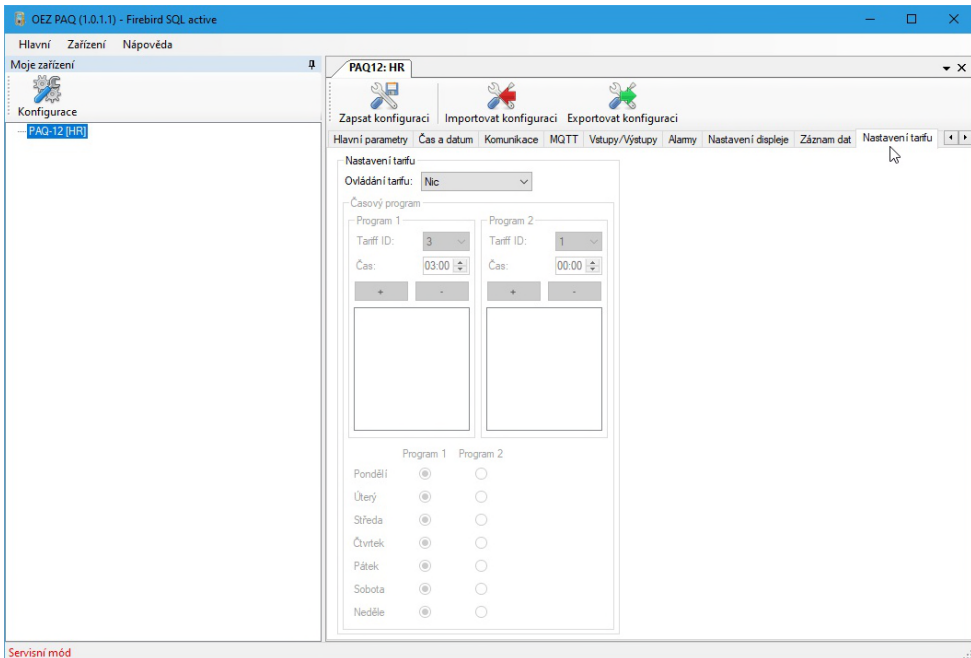 OEZ PAQ (1.0.1.1) - Firebird SQL active
Hlavní Zařízení Nápověda
Moje zařízení
Konfigurace
PAQ-12 [HR]
PAQ12: HR
Zapsat konfiguraci Importovat konfiguraci Exportovat konfiguraci
Hlavní parametry Čas a datum Komunikace MQTT Vstupy/Výstupy Alarmy Nastavení displeje Záznam dat Nastavení tarifu
Nastavení tarifu
Ovládání tarifu: Nic
Časový program
Program 1 Program 2
Tariff ID: 3 Tariff ID: 1
Čas: 03:00 Čas: 00:00
+ - + -
Program 1 Program 2
Pondělí
Úterý
Středa
Čtvrtek
Pátek
Sobota
Neděle
Servisní mód